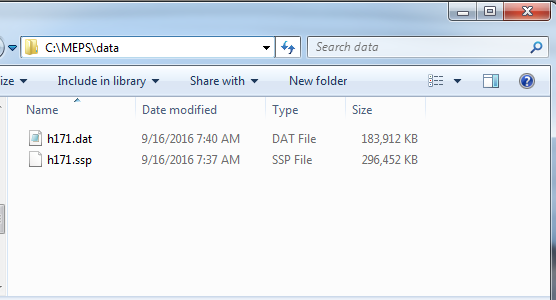 C:\MEPS\data
Search data
ize Include in library Share with New folder
Name Date modified Type Size
h171.dat 9/16/2016 7:40 AM DAT File 183,912 KB
h171.ssp 9/16/2016 7:37 AM SSP File 296,452 KB